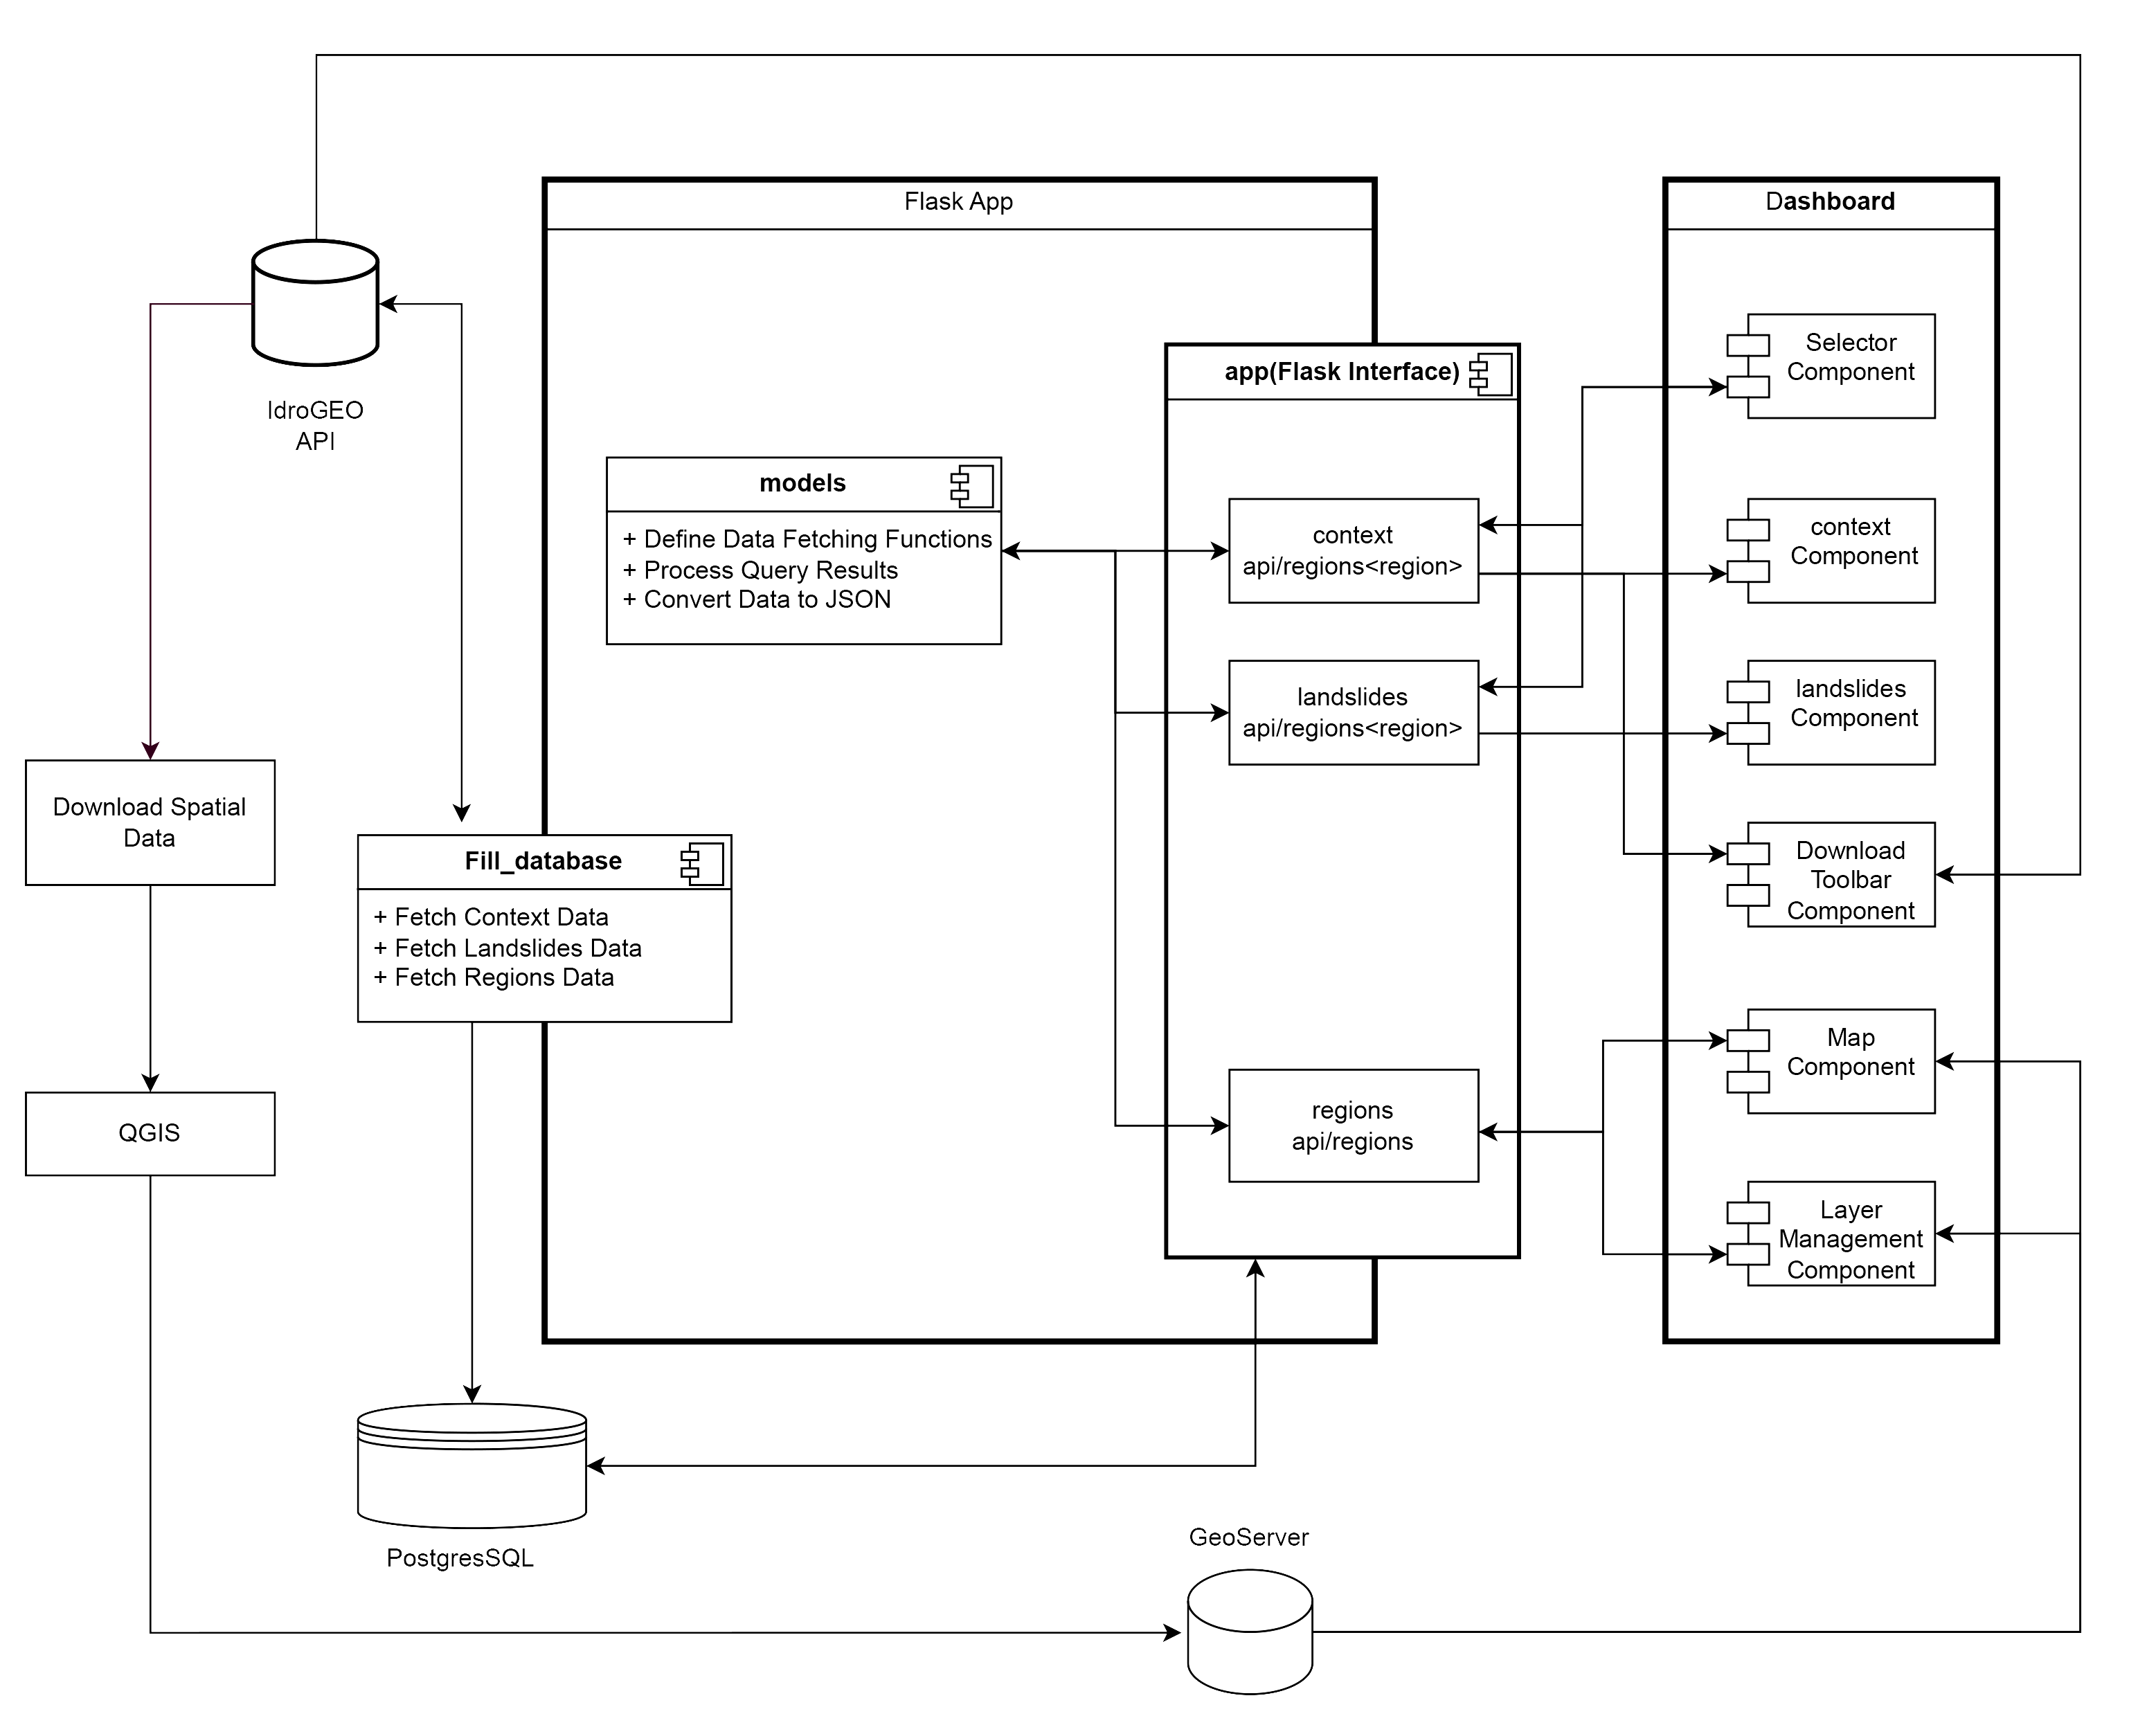 Flask App
Dashboard
IdroGEO
API
app(Flask Interface)
models
+ Define Data Fetching Functions
+ Process Query Results
+ Convert Data to JSON
context
api/regions<region>
landslides
api/regions<region>
regions
api/regions
Selector
Component
context
Component
landslides
Component
Download
Toolbar
Component
Map
Component
Layer
Management
Component
Download Spatial
Data
QGIS
Fill_database
+ Fetch Context Data
+ Fetch Landslides Data
+ Fetch Regions Data
PostgresSQL
GeoServer